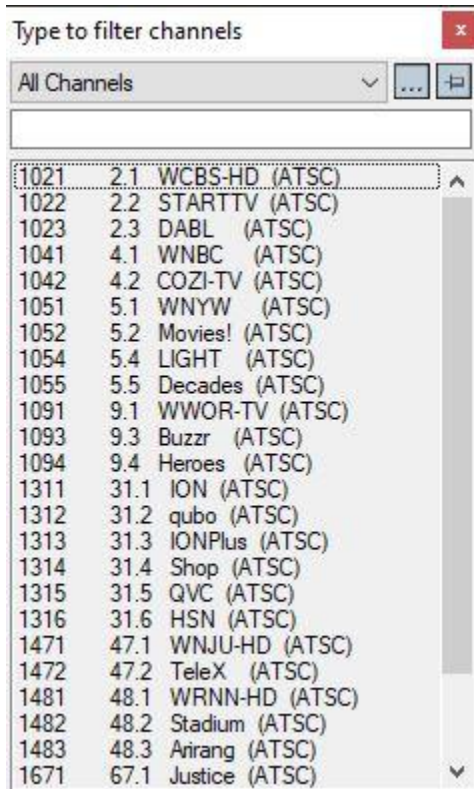 Type to filter channels
All Channels
1021 2.1 WCBS-HD (ATSC)
1022 2.2 STARTTV (ATSC)
1023 2.3 DABL (ATSC)
1041 4.1 WNBC (ATSC)
1042 4.2 COZI-TV (ATSC)
1051 5.1 WNYW (ATSC)
1052 5.2 Movies! (ATSC)
1054 5.4 LIGHT (ATSC)
1055 5.5 Decades (ATSC)
1091 9.1 WWOR-TV (ATSC)
1093 9.3 Buzzr (ATSC)
1094 9.4 Heroes (ATSC)
1311 31.1 ION (ATSC)
1312 31.2 qubo (ATSC)
1313 31.3 IONPlus (ATSC)
1314 31.4 Shop (ATSC)
1315 31.5 QVC (ATSC)
1316 31.6 HSN (ATSC)
1471 47.1 WNJU-HD (ATSC)
1472 47.2 TeleX (ATSC)
1481 48.1 WRNN-HD (ATSC)
1482 48.2 Stadium (ATSC)
1483 48.3 Arirang (ATSC)
1671 67.1 Justice (ATSC)